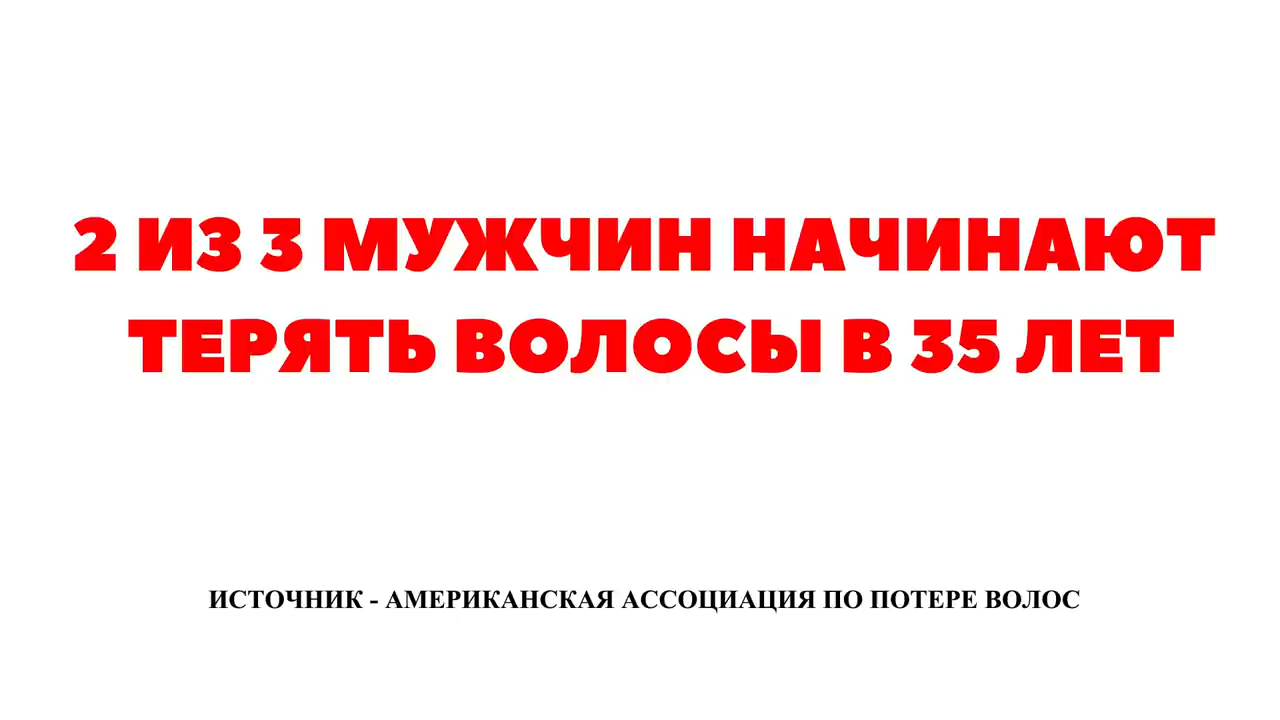 2 ИЗ 3 МУЖЧИН НАЧИНАЮТ
ТЕРЯТЬ ВОЛОСЫ В 35 ЛЕТ
ИСТОЧНИК - АМЕРИКАНСКАЯ АССОЦИАЦИЯ ПО ПОТЕРЕ ВОЛОС